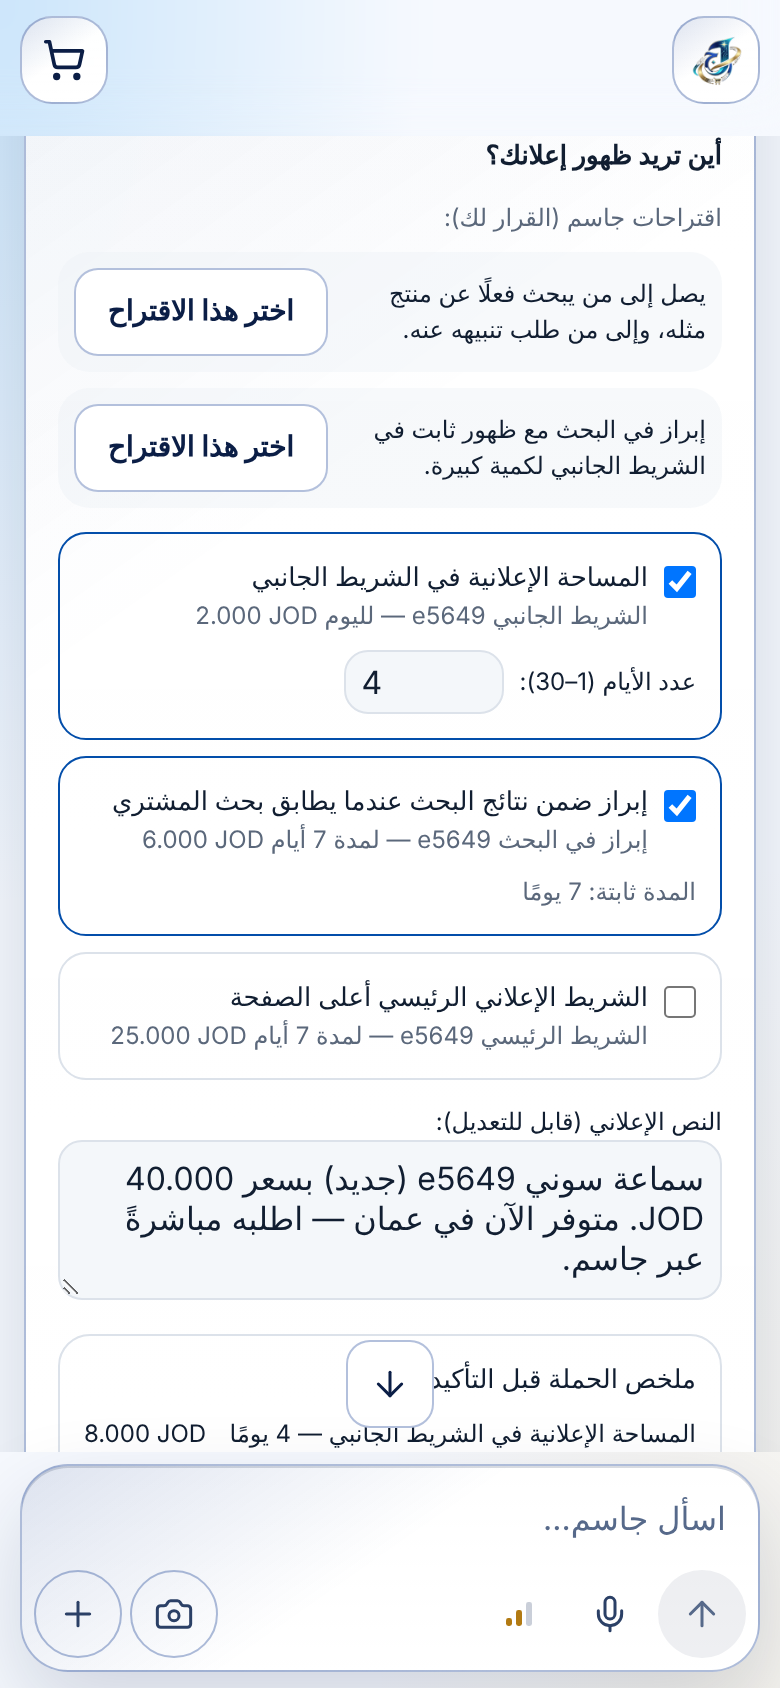 أين تريد ظهور إعلانك؟
اقتراحات جاسم (القرار لك):
يصل إلى من يبحث فعلًا عن منتج
مثله، وإلى من طلب تنبيهه عنه.
اختر هذا الاقتراح
إبراز في البحث مع ظهور ثابت في
الشريط الجانبي لكمية كبيرة.
اختر هذا الاقتراح
المساحة الإعلانية في الشريط الجانبي
الشريط الجانبي e5649 — لليوم 2.000 JOD
عدد الأيام (1–30):
4
إبراز ضمن نتائج البحث عندما يطابق بحث المشتري
إبراز في البحث e5649 — لمدة 7 أيام 6.000 JOD
المدة ثابتة: 7 يومًا
الشريط الإعلاني الرئيسي أعلى الصفحة
الشريط الرئيسي e5649 — لمدة 7 أيام 25.000 JOD
النص الإعلاني (قابل للتعديل):
سماعة سوني e5649 (جديد) بسعر 40.000
JOD. متوفر الآن في عمان — اطلبه مباشرةً
عبر جاسم.
ملخص الحملة قبل التأكيد
المساحة الإعلانية في الشريط الجانبي — 4 يومًا
8.000 JOD
اسأل جاسم...